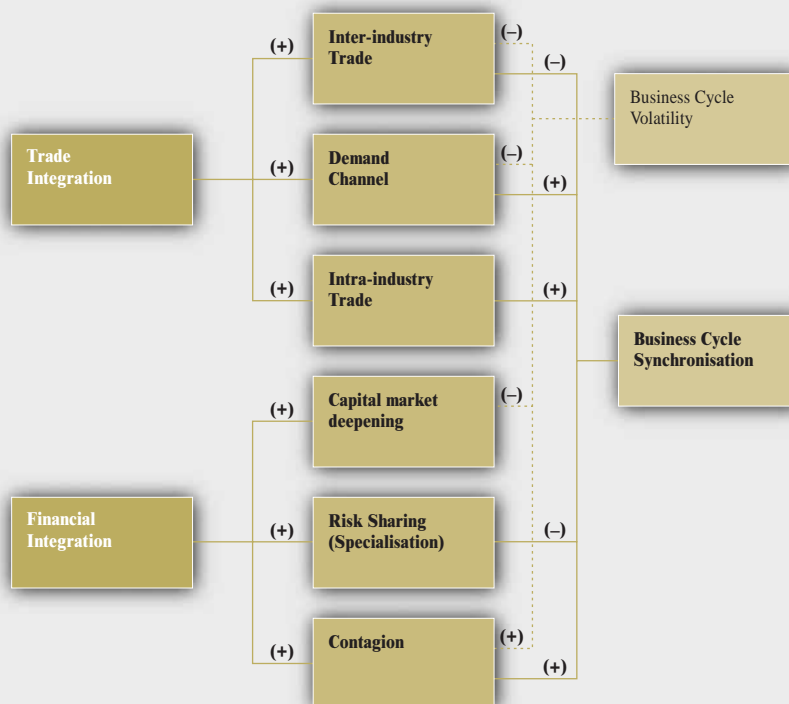 (+)
Inter-industry
Trade
(–)
(–)
Business Cycle
Volatility
Trade
Integration
(+)
Demand
Channel
(–)
(+)
(+)
Intra-industry
Trade
(+)
Business Cycle
Synchronisation
(+)
Capital market
deepening
(–)
Financial
Integration
(+)
Risk Sharing
(Specialisation)
(–)
(+)
Contagion
(+)
(+)